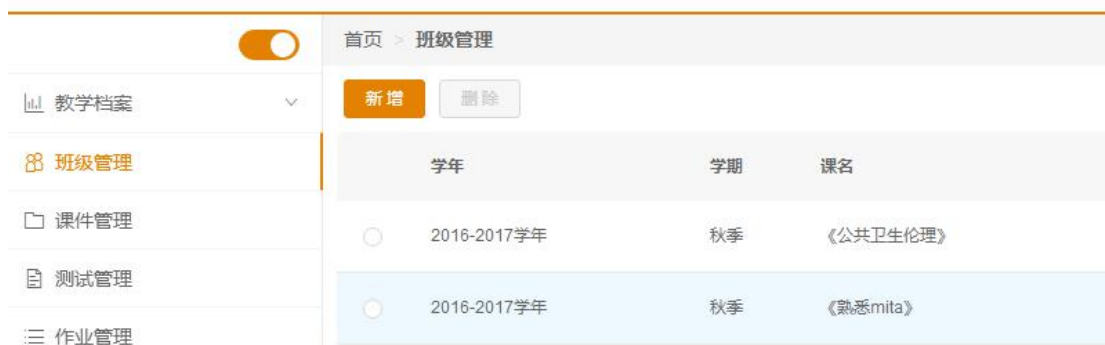 首页 > 班级管理
教学档案
班级管理
课件管理
测试管理
作业管理
新增 删除
学年 学期 课名
2016-2017学年 秋季 《公共卫生伦理》
2016-2017学年 秋季 《熟悉mita》